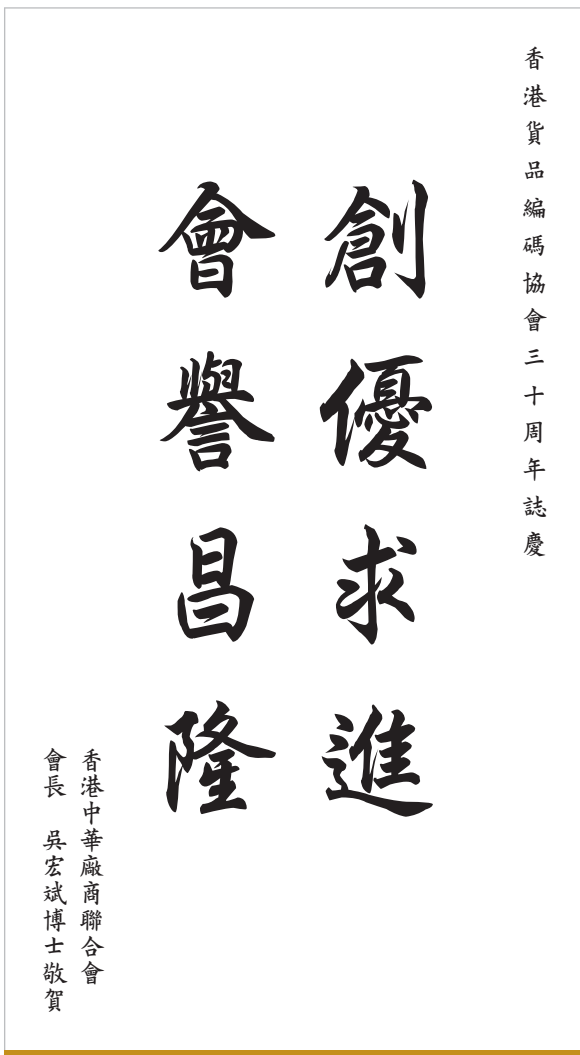 香港貨品編碼協會三十周年誌慶
創優求進
會譽昌隆
香港中華廠商聯合會
會長 吳宏斌博士敬賀